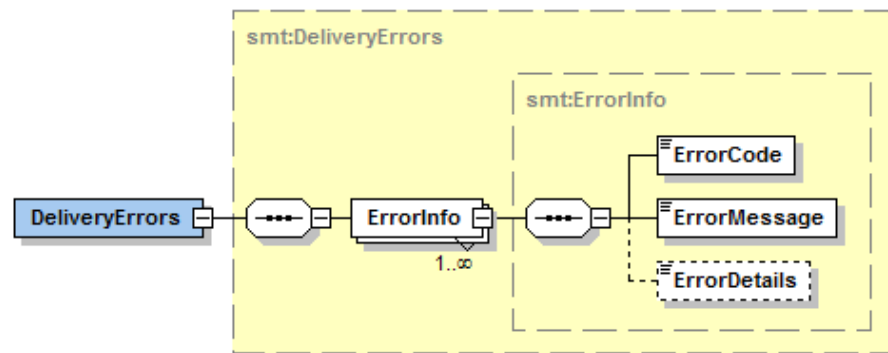 smt:DeliveryErrors
smt:ErrorInfo
ErrorCode
DeliveryErrors
ErrorInfo
ErrorMessage
1..∞
ErrorDetails